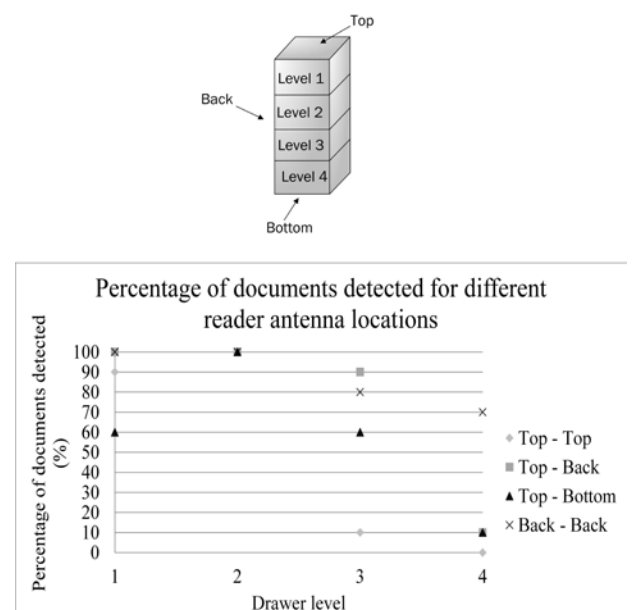 Top
Level 1
Back
Level 2
Level 3
Level 4
Bottom
Percentage of documents detected for different
reader antenna locations
Percentage of documents detected
(%)
100
90
80
70
60
50
40
30
20
10
0
1 2 3 4
Drawer level
Top - Top
Top - Back
Top - Bottom
Back - Back